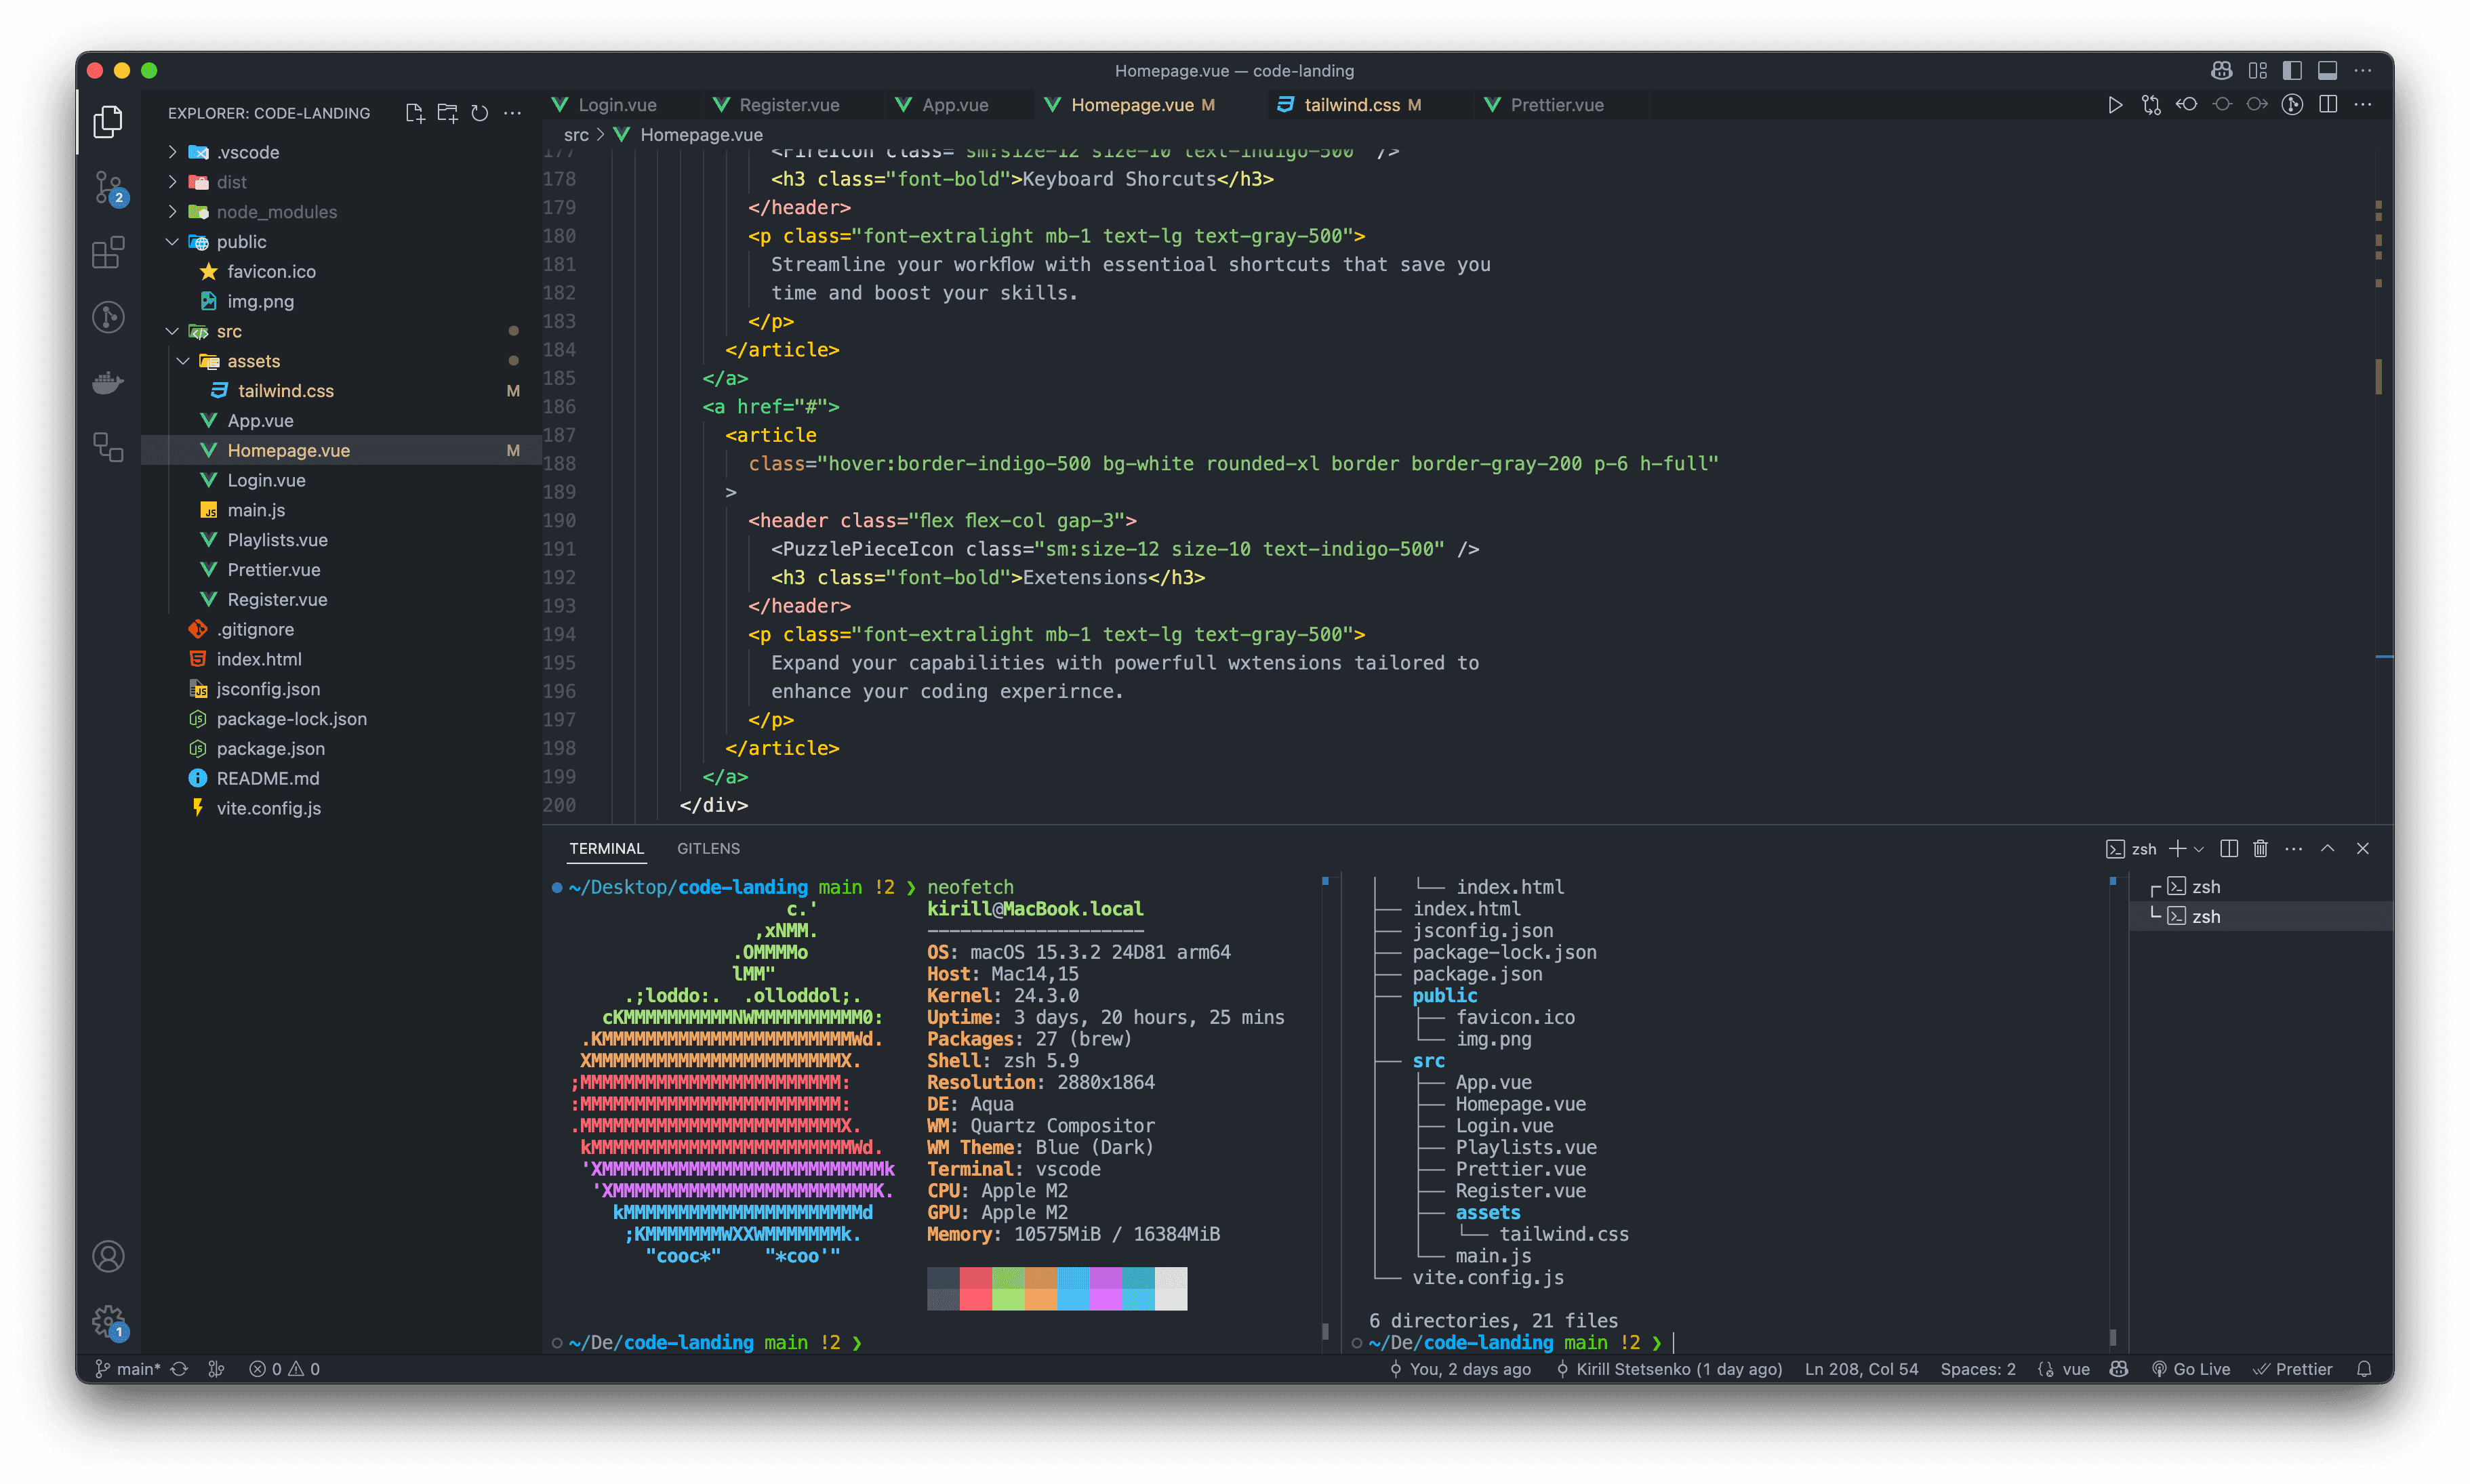 Homepage.vue — code-landing
EXPLORER: CODE-LANDING
.vscode
dist
node_modules
public
favicon.ico
img.png
src
assets
tailwind.css M
App.vue
Homepage.vue M
Login.vue
main.js
Playlists.vue
Prettier.vue
Register.vue
.gitignore
index.html
jsconfig.json
package-lock.json
package.json
README.md
vite.config.js
2
1
Login.vue Register.vue App.vue Homepage.vue M tailwind.css M Prettier.vue
src > Homepage.vue
177 <FireIcon class="sm:size-12 size-10 text-indigo-500" />
178 <h3 class="font-bold">Keyboard Shorcuts</h3>
179 </header>
180 <p class="font-extralight mb-1 text-lg text-gray-500">
181 Streamline your workflow with essentioal shortcuts that save you
182 time and boost your skills.
183 </p>
184 </article>
185 </a>
186 <a href="#">
187 <article
188 class="hover:border-indigo-500 bg-white rounded-xl border border-gray-200 p-6 h-full"
189 >
190 <header class="flex flex-col gap-3">
191 <PuzzlePieceIcon class="sm:size-12 size-10 text-indigo-500" />
192 <h3 class="font-bold">Exetensions</h3>
193 </header>
194 <p class="font-extralight mb-1 text-lg text-gray-500">
195 Expand your capabilities with powerfull wxtensions tailored to
196 enhance your coding experirnce.
197 </p>
198 </article>
199 </a>
200 </div>
TERMINAL GITLENS
zsh
~/Desktop/code-landing main !2 ❯ neofetch
c.'
,xNMM.
.OMMMMo
lMM"
.;loddo:. .olloddol;.
cKMMMMMMMMMMNWMMMMMMMMMM0:
.KMMMMMMMMMMMMMMMMMMMMMMMWd.
XMMMMMMMMMMMMMMMMMMMMMMMX.
;MMMMMMMMMMMMMMMMMMMMMMMM:
:MMMMMMMMMMMMMMMMMMMMMMMM:
.MMMMMMMMMMMMMMMMMMMMMMMMX.
kMMMMMMMMMMMMMMMMMMMMMMMMWd.
'XMMMMMMMMMMMMMMMMMMMMMMMMMMk
'XMMMMMMMMMMMMMMMMMMMMMMMMK.
kMMMMMMMMMMMMMMMMMMMMMMd
;KMMMMMMMWXXWMMMMMMMk.
"cooc*" "*coo'"
kirill@MacBook.local
--------------------
OS: macOS 15.3.2 24D81 arm64
Host: Mac14,15
Kernel: 24.3.0
Uptime: 3 days, 20 hours, 25 mins
Packages: 27 (brew)
Shell: zsh 5.9
Resolution: 2880x1864
DE: Aqua
WM: Quartz Compositor
WM Theme: Blue (Dark)
Terminal: vscode
CPU: Apple M2
GPU: Apple M2
Memory: 10575MiB / 16384MiB
~/De/code-landing main !2 ❯
│   └── index.html
├── index.html
├── jsconfig.json
├── package-lock.json
├── package.json
├── public
│   ├── favicon.ico
│   └── img.png
├── src
│   ├── App.vue
│   ├── Homepage.vue
│   ├── Login.vue
│   ├── Playlists.vue
│   ├── Prettier.vue
│   ├── Register.vue
│   ├── assets
│   │   └── tailwind.css
│   └── main.js
└── vite.config.js
6 directories, 21 files
~/De/code-landing main !2 ❯
zsh
zsh
main* 0 0 You, 2 days ago Kirill Stetsenko (1 day ago) Ln 208, Col 54 Spaces: 2 vue Go Live Prettier